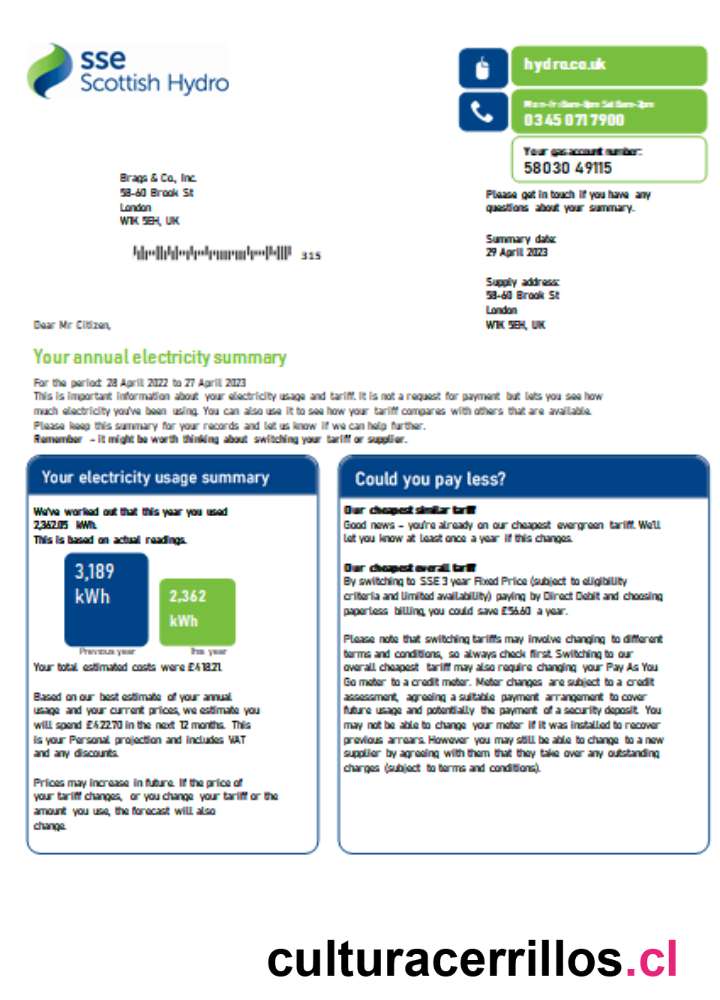 sse
Scottish Hydro
hydro.co.uk
Mon-Fri 8am-8pm Sat 8am-2pm
0345 071 7900
Your gas account number:
58030 49115
Brags & Co, Inc.
58-60 Brook St
London
W1K 5EH, UK
315
Please get in touch if you have any
questions about your summary.
Summary date:
29 April 2023
Supply address:
58-60 Brook St
London
W1K 5EH, UK
Dear Mr Citizen,
Your annual electricity summary
For the period: 28 April 2022 to 27 April 2023
This is important information about your electricity usage and tariff. It is not a request for payment but lets you see how
much electricity you've been using. You can also use it to see how your tariff compares with others that are available.
Please keep this summary for your records and let us know if we can help further.
Remember - it might be worth thinking about switching your tariff or supplier.
Your electricity usage summary
We've worked out that this year you used
2,362.05 kWh.
This is based on actual readings.
3,189
kWh
2,362
kWh
Previous year
This year
Your total estimated costs were £418.21.
Based on our best estimate of your annual
usage and your current prices, we estimate you
will spend £422.70 in the next 12 months. This
is your Personal projection and includes VAT
and any discounts.
Prices may increase in future. If the price of
your tariff changes, or you change your tariff or the
amount you use, the forecast will also
change.
Could you pay less?
Our cheapest similar tariff
Good news - you're already on our cheapest evergreen tariff. We'll
let you know at least once a year if this changes.
Our cheapest overall tariff
By switching to SSE 3 year Fixed Price (subject to eligibility
criteria and limited availability) paying by Direct Debit and choosing
paperless billing, you could save £56.60 a year.
Please note that switching tariffs may involve changing to different
terms and conditions, so always check first. Switching to our
overall cheapest tariff may also require changing your Pay As You
Go meter to a credit meter. Meter changes are subject to a credit
assessment, agreeing a suitable payment arrangement to cover
future usage and potentially the payment of a security deposit. You
may not be able to change your meter if it was installed to recover
previous arrears. However you may still be able to change to a new
supplier by agreeing with them that they take over any outstanding
charges (subject to terms and conditions).
culturacerrillos.cl